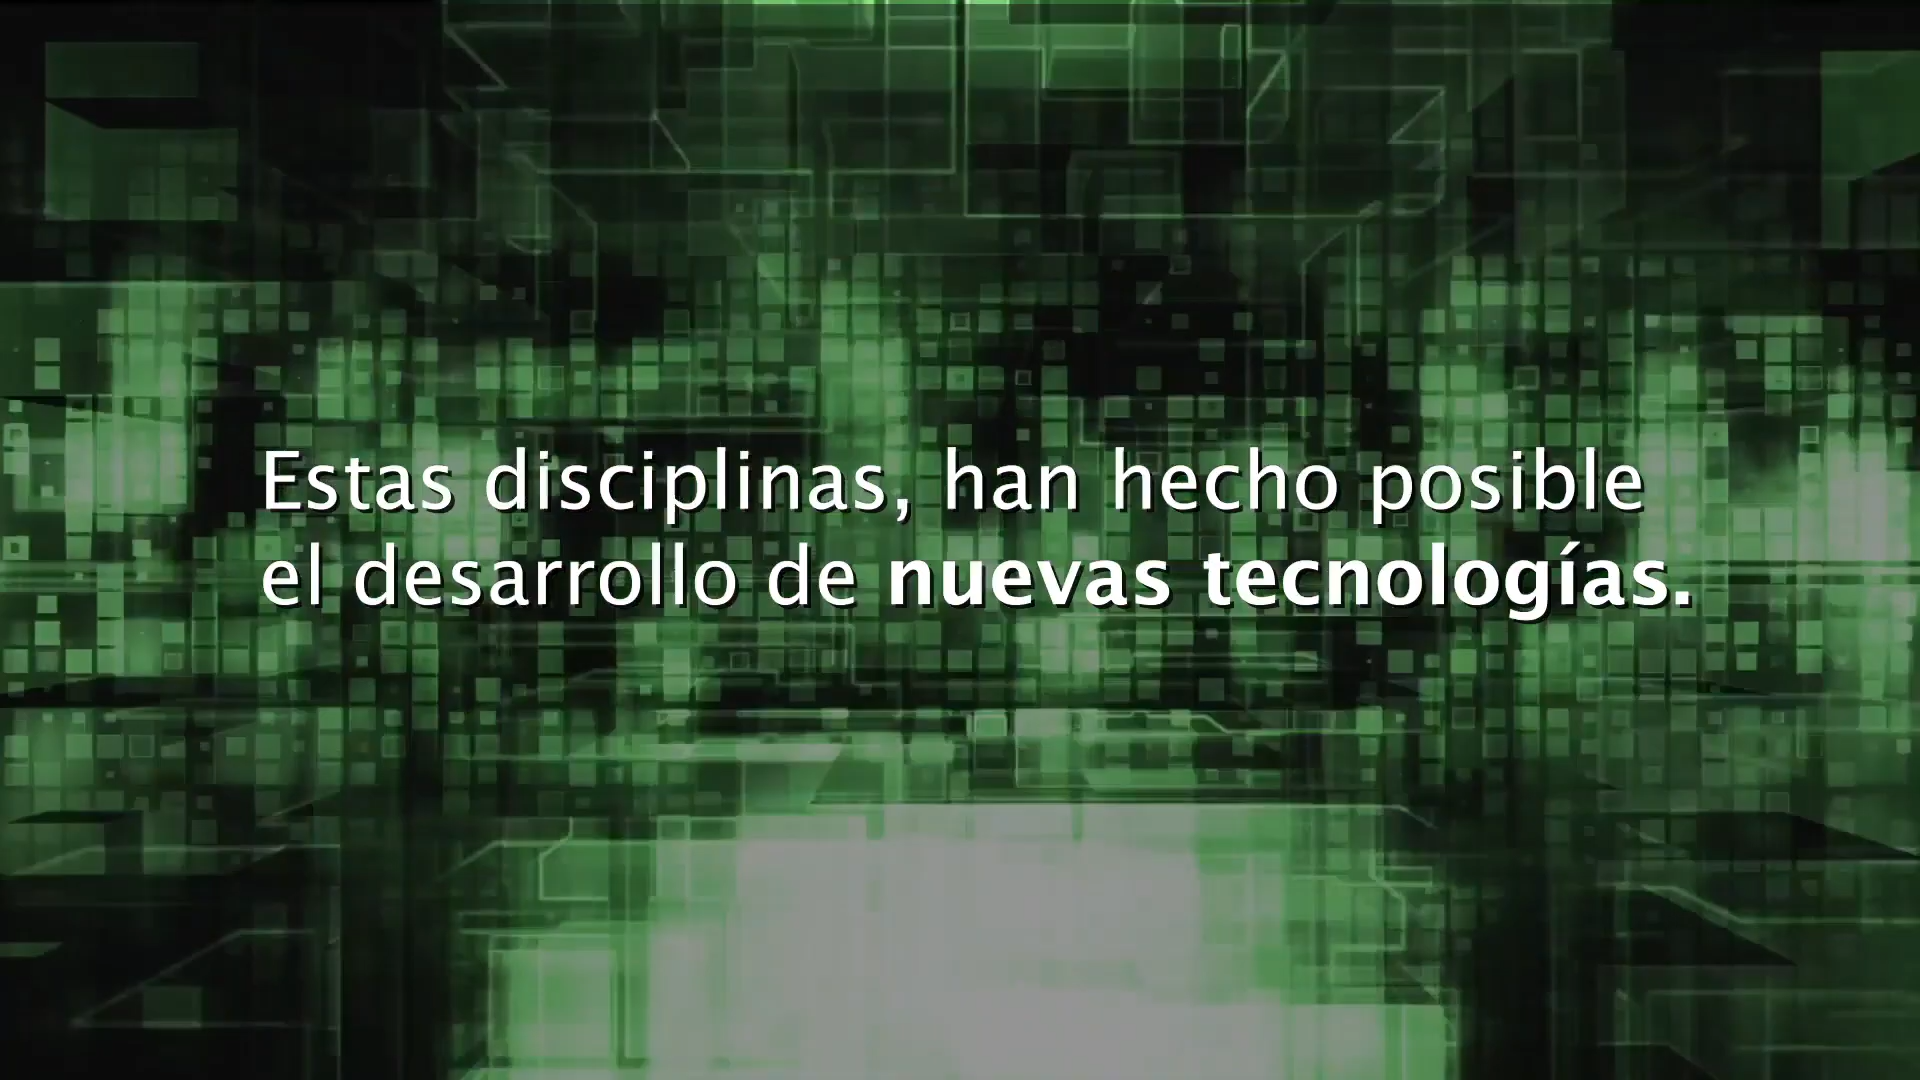 Estas disciplinas, han hecho posible
el desarrollo de nuevas tecnologías.